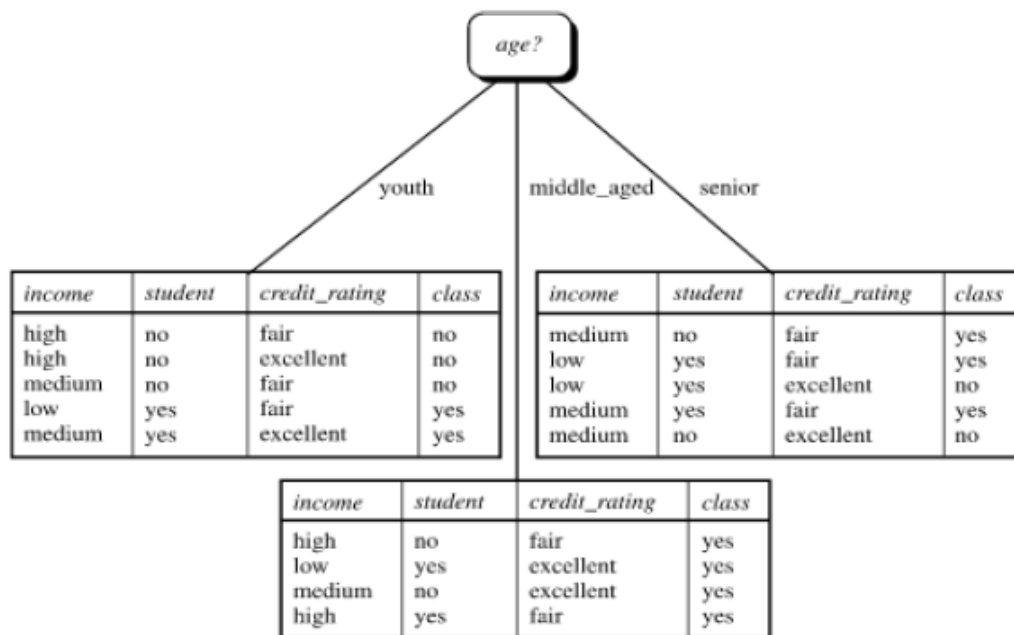 age?
youth
middle_aged
senior
income student credit_rating class
high no fair no
high no excellent no
medium no fair no
low yes fair yes
medium yes excellent yes
income student credit_rating class
medium no fair yes
low yes fair yes
low yes excellent no
medium yes fair yes
medium no excellent no
income student credit_rating class
high no fair yes
low yes excellent yes
medium no excellent yes
high yes fair yes